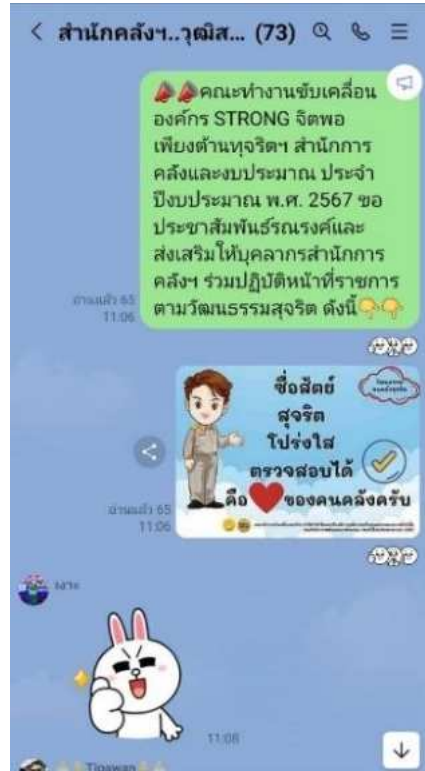 สำนักคลังฯ..วุฒิส... (73)
📣📣คณะทำงานขับเคลื่อน
องค์กร STRONG จิตพอ
เพียงต้านทุจริตฯ สำนักการ
คลังและงบประมาณ ประจำ
ปีงบประมาณ พ.ศ. 2567 ขอ
ประชาสัมพันธ์รณรงค์และ
ส่งเสริมให้บุคลากรสำนักการ
คลังฯ ร่วมปฏิบัติหน้าที่ราชการ
ตามวัฒนธรรมสุจริต ดังนี้👇👇
อ่านแล้ว 65
11:06
ซื่อสัตย์
สุจริต
โปร่งใส
ตรวจสอบได้
คือ ❤ ของคนคลังครับ
อ่านแล้ว 65
11:06
11:08
Tipawan